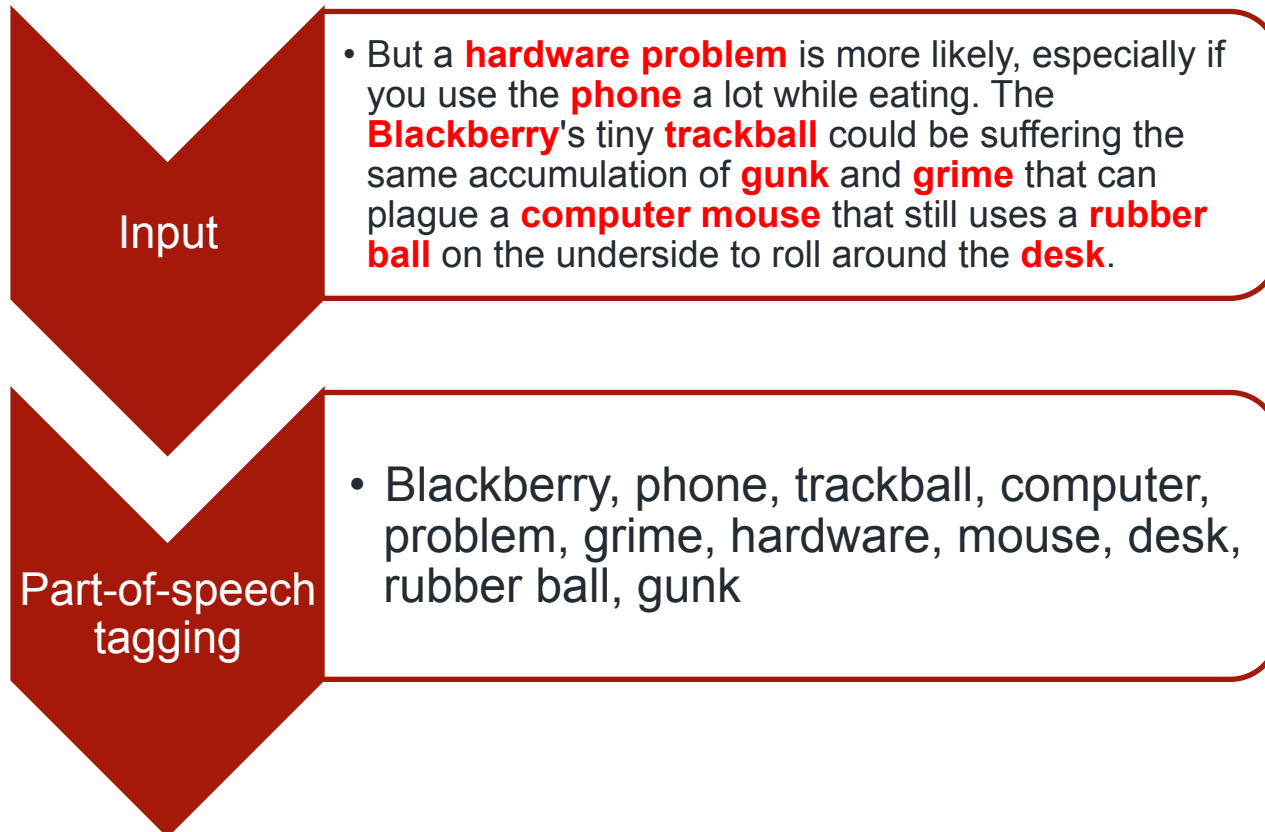 Input
• But a hardware problem is more likely, especially if
you use the phone a lot while eating. The
Blackberry's tiny trackball could be suffering the
same accumulation of gunk and grime that can
plague a computer mouse that still uses a rubber
ball on the underside to roll around the desk.
Part-of-speech
tagging
• Blackberry, phone, trackball, computer,
problem, grime, hardware, mouse, desk,
rubber ball, gunk